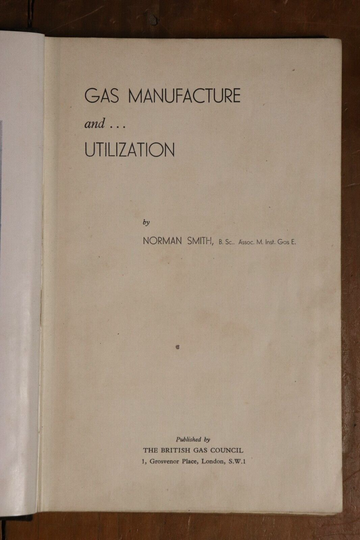 GAS MANUFACTURE
and ...
UTILIZATION
by
NORMAN SMITH, B. Sc., Assoc. M. Inst. Gas E.
Published by
THE BRITISH GAS COUNCIL
1, Grosvenor Place, London, S.W.1